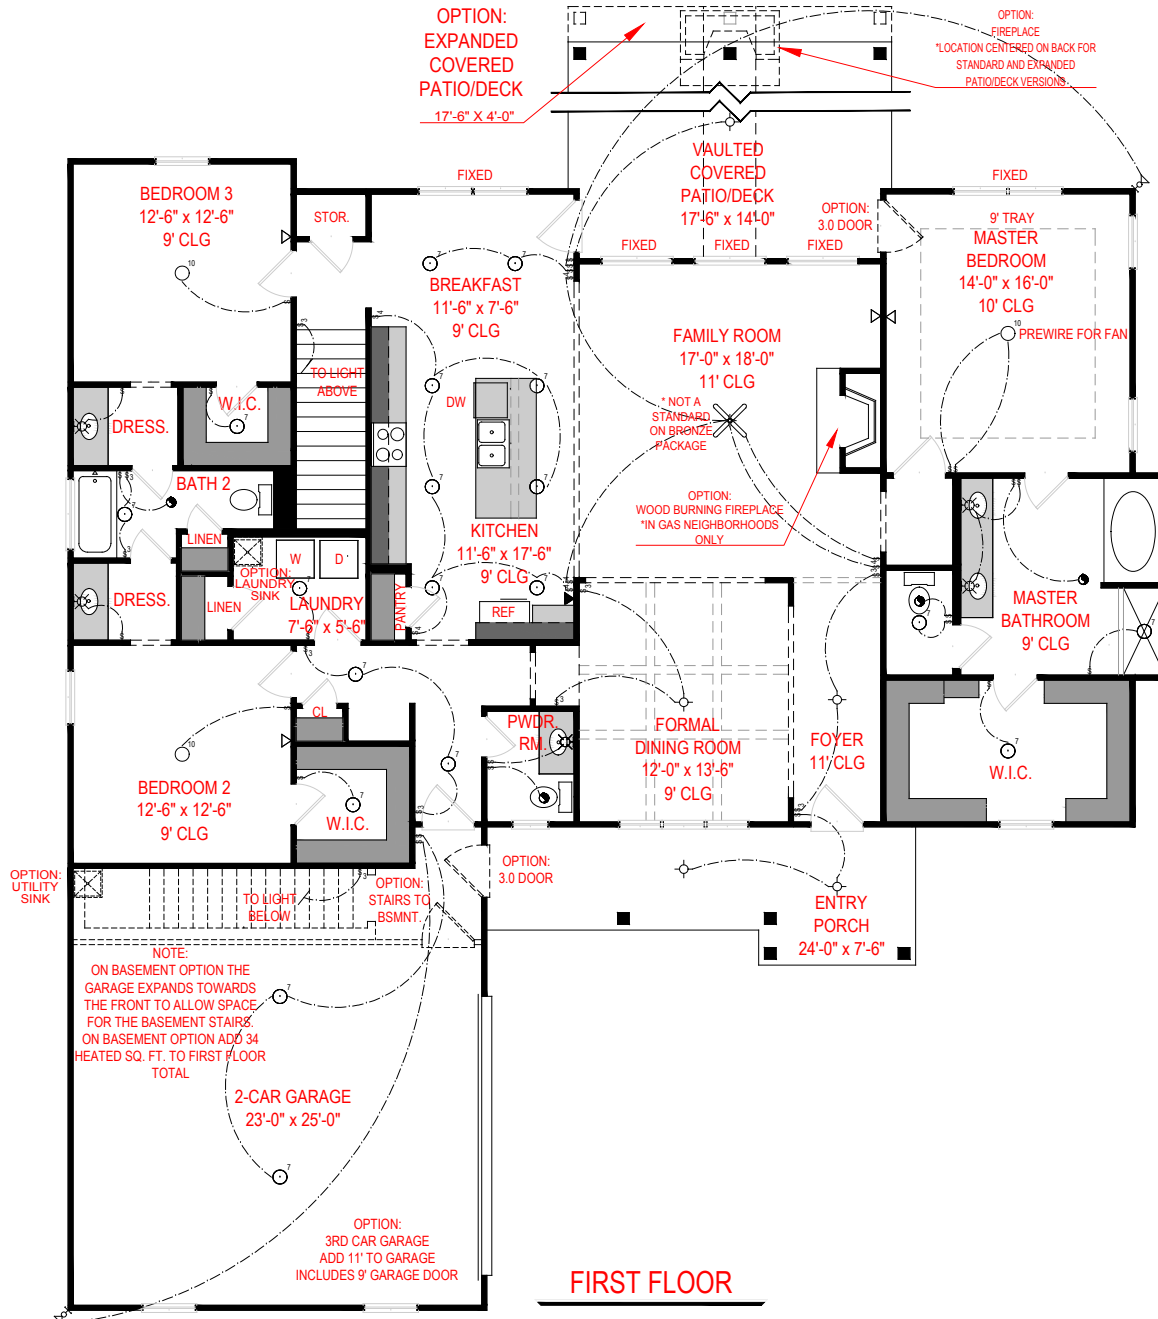 OPTION:
EXPANDED
COVERED
PATIO/DECK
17'-6" X 4'-0"
OPTION:
FIREPLACE
*LOCATION CENTERED ON BACK FOR
STANDARD AND EXPANDED
PATIO/DECK VERSIONS
VAULTED
COVERED
PATIO/DECK
17'-6" x 14'-0"
FIXED
FIXED
OPTION:
3.0 DOOR
FIXED
FIXED
FIXED
BEDROOM 3
12'-6" x 12'-6"
9' CLG
STOR.
BREAKFAST
11'-6" x 7'-6"
9' CLG
9' TRAY
MASTER
BEDROOM
14'-0" x 16'-0"
10' CLG
PREWIRE FOR FAN
FAMILY ROOM
17'-0" x 18'-0"
11' CLG
* NOT A
STANDARD
ON BRONZE
PACKAGE
TO LIGHT
ABOVE
DW
W.I.C.
DRESS.
BATH 2
OPTION:
WOOD BURNING FIREPLACE
*IN GAS NEIGHBORHOODS
ONLY
KITCHEN
11'-6" x 17'-6"
9' CLG
LINEN
W
D
OPTION:
LAUNDRY
SINK
LINEN
LAUNDRY
7'-6" x 5'-6"
PANTRY
REF
DRESS.
MASTER
BATHROOM
9' CLG
CL
PWDR.
RM.
FORMAL
DINING ROOM
12'-0" x 13'-6"
9' CLG
FOYER
11' CLG
W.I.C.
BEDROOM 2
12'-6" x 12'-6"
9' CLG
W.I.C.
OPTION:
UTILITY
SINK
TO LIGHT
BELOW
OPTION:
STAIRS TO
BSMNT.
OPTION:
3.0 DOOR
ENTRY
PORCH
24'-0" x 7'-6"
NOTE:
ON BASEMENT OPTION THE
GARAGE EXPANDS TOWARDS
THE FRONT TO ALLOW SPACE
FOR THE BASEMENT STAIRS.
ON BASEMENT OPTION ADD 34
HEATED SQ. FT. TO FIRST FLOOR
TOTAL
2-CAR GARAGE
23'-0" x 25'-0"
OPTION:
3RD CAR GARAGE
ADD 11' TO GARAGE
INCLUDES 9' GARAGE DOOR
FIRST FLOOR